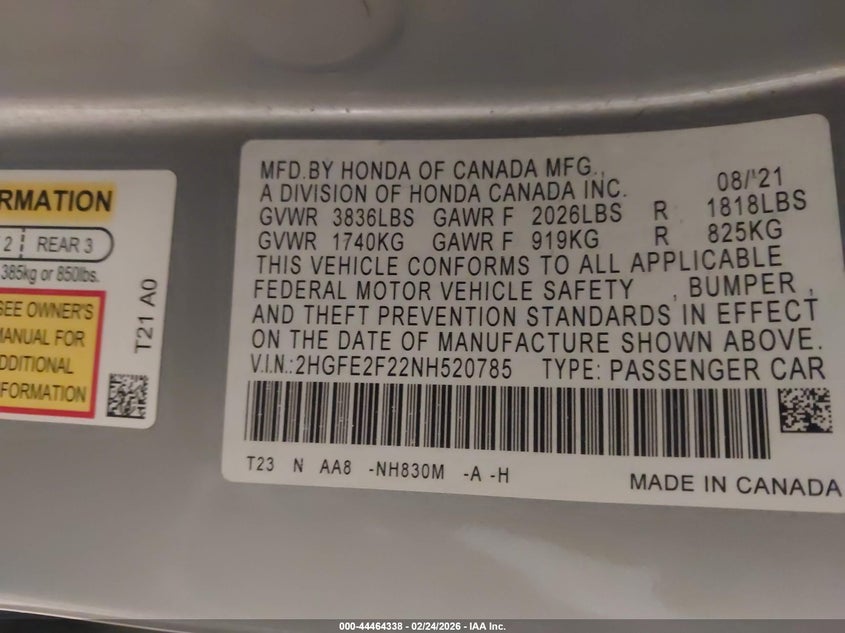 RMATION
2 REAR 3
385kg or 850lbs.
SEE OWNER'S
MANUAL FOR
DDITIONAL
FORMATION
T21 A0
MFD.BY HONDA OF CANADA MFG.,
A DIVISION OF HONDA CANADA INC. 08/'21
GVWR 3836LBS GAWR F 2026LBS R 1818LBS
GVWR 1740KG GAWR F 919KG R 825KG
THIS VEHICLE CONFORMS TO ALL APPLICABLE
FEDERAL MOTOR VEHICLE SAFETY , BUMPER ,
AND THEFT PREVENTION STANDARDS IN EFFECT
ON THE DATE OF MANUFACTURE SHOWN ABOVE.
V.I.N.:2HGFE2F22NH520785 TYPE: PASSENGER CAR
T23 N AA8 -NH830M -A -H
MADE IN CANADA
000-44464338 - 02/24/2026 - IAA Inc.